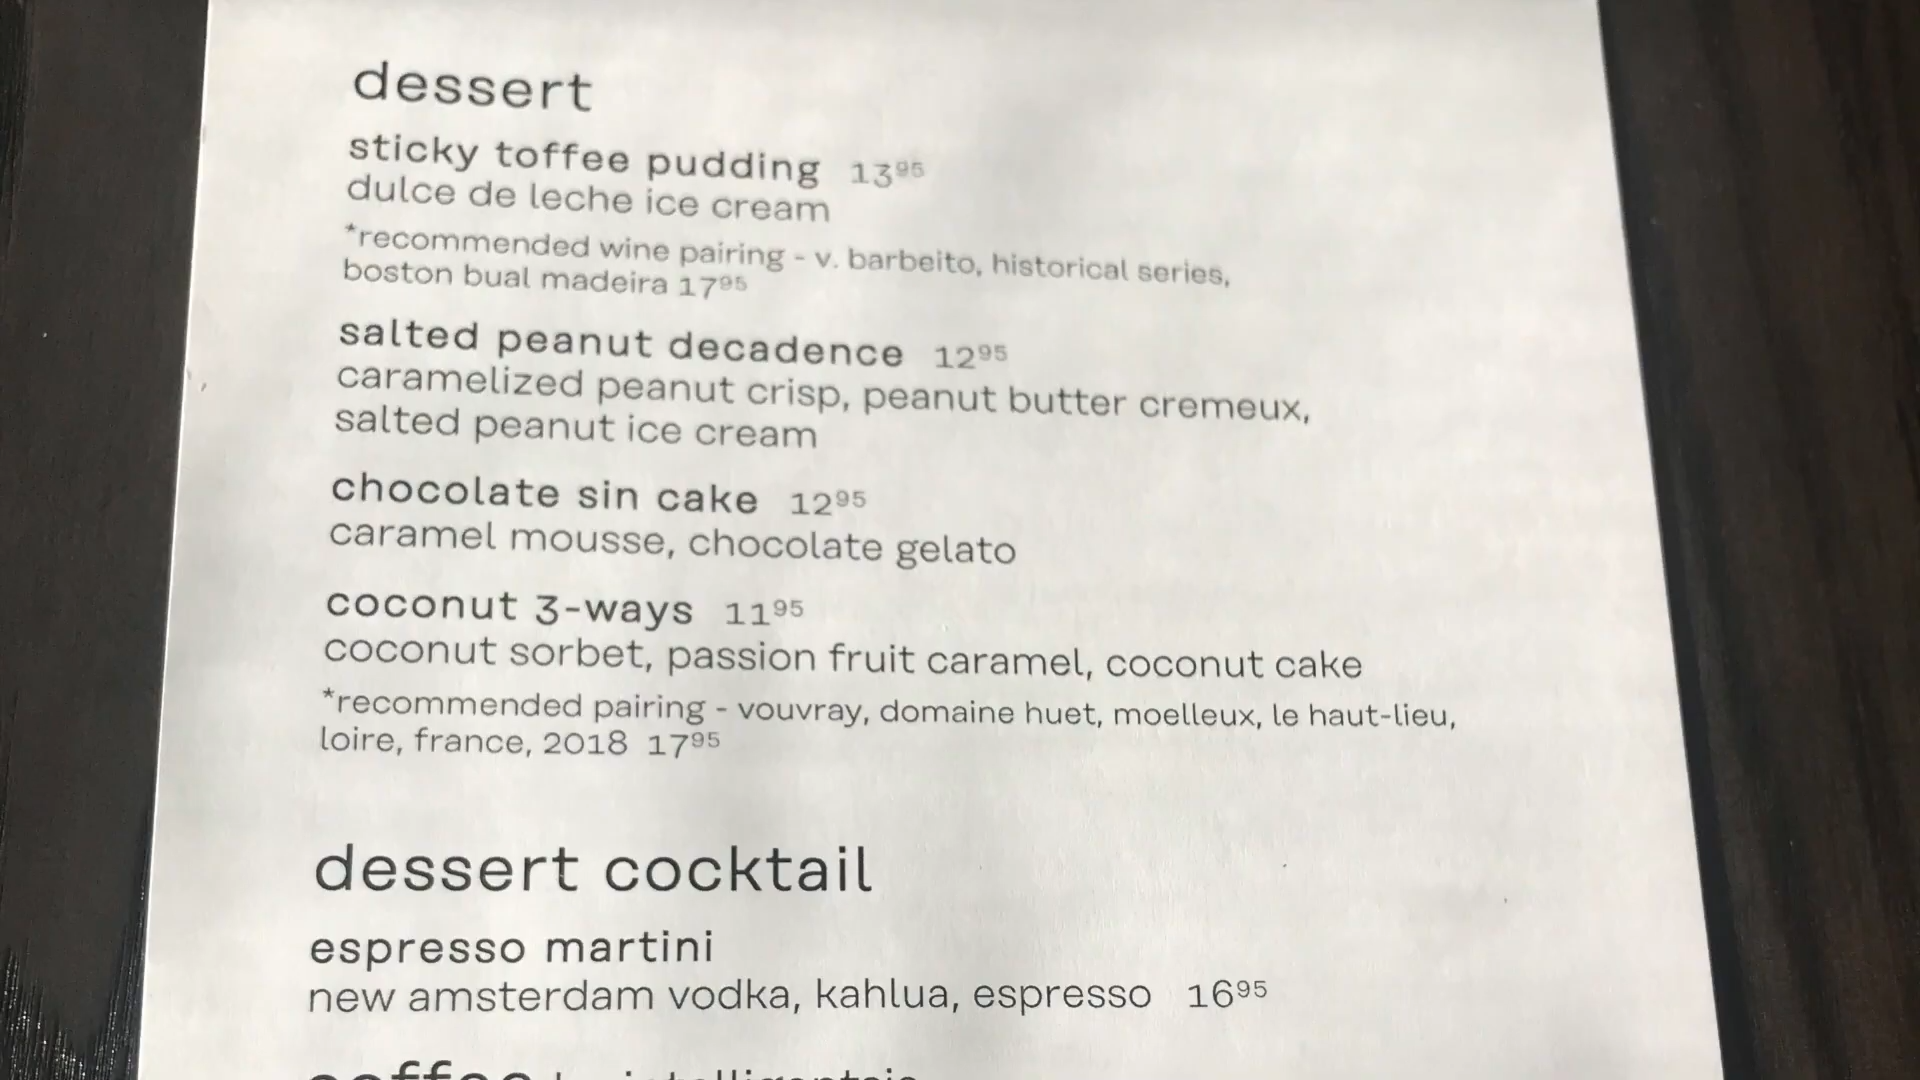 dessert
sticky toffee pudding 13⁹⁵
dulce de leche ice cream
*recommended wine pairing - v. barbeito, historical series,
boston bual madeira 17⁹⁵
salted peanut decadence 12⁹⁵
caramelized peanut crisp, peanut butter cremeux,
salted peanut ice cream
chocolate sin cake 12⁹⁵
caramel mousse, chocolate gelato
coconut 3-ways 11⁹⁵
coconut sorbet, passion fruit caramel, coconut cake
*recommended pairing - vouvray, domaine huet, moelleux, le haut-lieu,
loire, france, 2018 17⁹⁵
dessert cocktail
espresso martini
new amsterdam vodka, kahlua, espresso 16⁹⁵
coffee